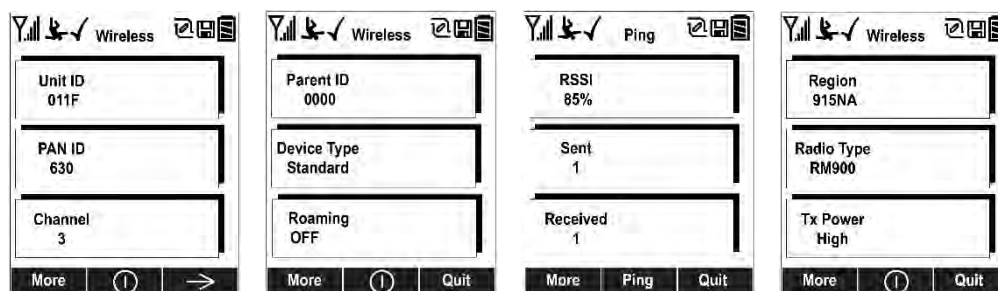 Wireless
Unit ID
011F
PAN ID
630
Channel
3
More
Wireless
Parent ID
0000
Device Type
Standard
Roaming
OFF
More Quit
Ping
RSSI
85%
Sent
1
Received
1
More Ping Quit
Wireless
Region
915NA
Radio Type
RM900
Tx Power
High
More Quit